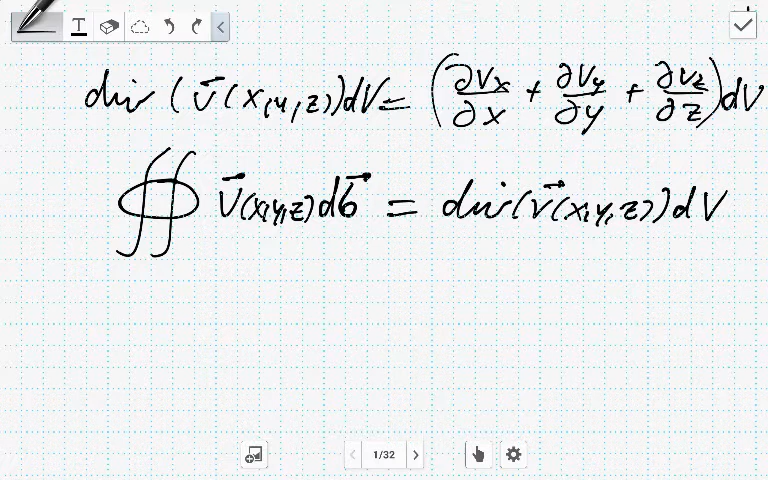 T
div (v⃗(x,y,z))dV = (∂Vx/∂x + ∂Vy/∂y + ∂Vz/∂z)dV
∯ v⃗(x,y,z)dσ⃗ = div(v⃗(x,y,z))dV
1/32